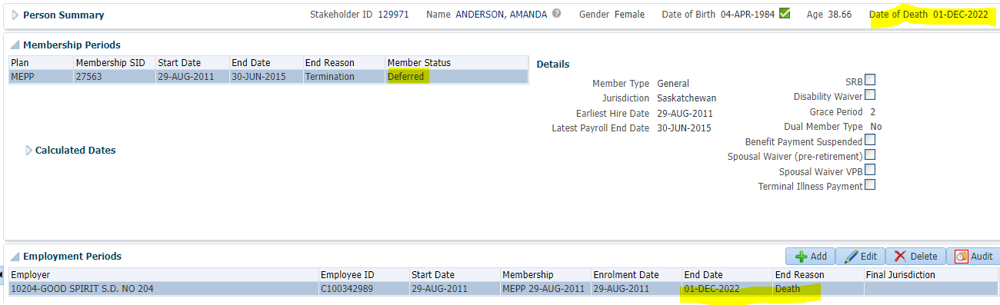 Person Summary Stakeholder ID 129971 Name ANDERSON, AMANDA ? Gender Female Date of Birth 04-APR-1984 Age 38.66 Date of Death 01-DEC-2022
Membership Periods
Plan Membership SID Start Date End Date End Reason Member Status
MEPP 27563 29-AUG-2011 30-JUN-2015 Termination Deferred
Details
Member Type General
Jurisdiction Saskatchewan
Earliest Hire Date 29-AUG-2011
Latest Payroll End Date 30-JUN-2015
SRB
Disability Waiver
Grace Period 2
Dual Member Type No
Benefit Payment Suspended
Spousal Waiver (pre-retirement)
Spousal Waiver VPB
Terminal Illness Payment
Calculated Dates
Employment Periods Add Edit Delete Audit
Employer Employee ID Start Date Membership Enrolment Date End Date End Reason Final Jurisdiction
10204-GOOD SPIRIT S.D. NO 204 C100342989 29-AUG-2011 MEPP 29-AUG-2011 29-AUG-2011 01-DEC-2022 Death